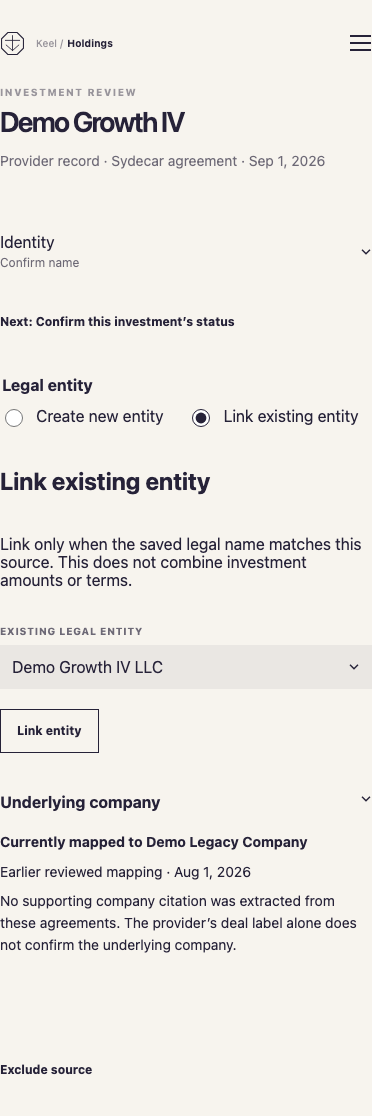 Keel / Holdings
INVESTMENT REVIEW
Demo Growth IV
Provider record · Sydecar agreement · Sep 1, 2026
Identity
Confirm name
Next: Confirm this investment’s status
Legal entity
Create new entity
Link existing entity
Link existing entity
Link only when the saved legal name matches this
source. This does not combine investment
amounts or terms.
EXISTING LEGAL ENTITY
Demo Growth IV LLC
Link entity
Underlying company
Currently mapped to Demo Legacy Company
Earlier reviewed mapping · Aug 1, 2026
No supporting company citation was extracted from
these agreements. The provider’s deal label alone does
not confirm the underlying company.
Exclude source